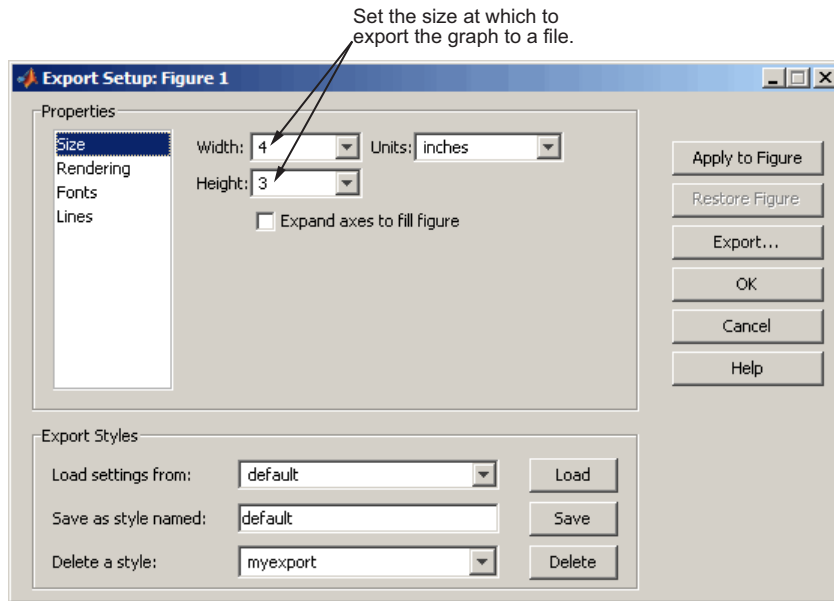 Set the size at which to
export the graph to a file.
Export Setup: Figure 1
Properties
Size
Rendering
Fonts
Lines
Width: 4 Units: inches
Height: 3
Expand axes to fill figure
Apply to Figure
Restore Figure
Export...
OK
Cancel
Help
Export Styles
Load settings from: default Load
Save as style named: default Save
Delete a style: myexport Delete